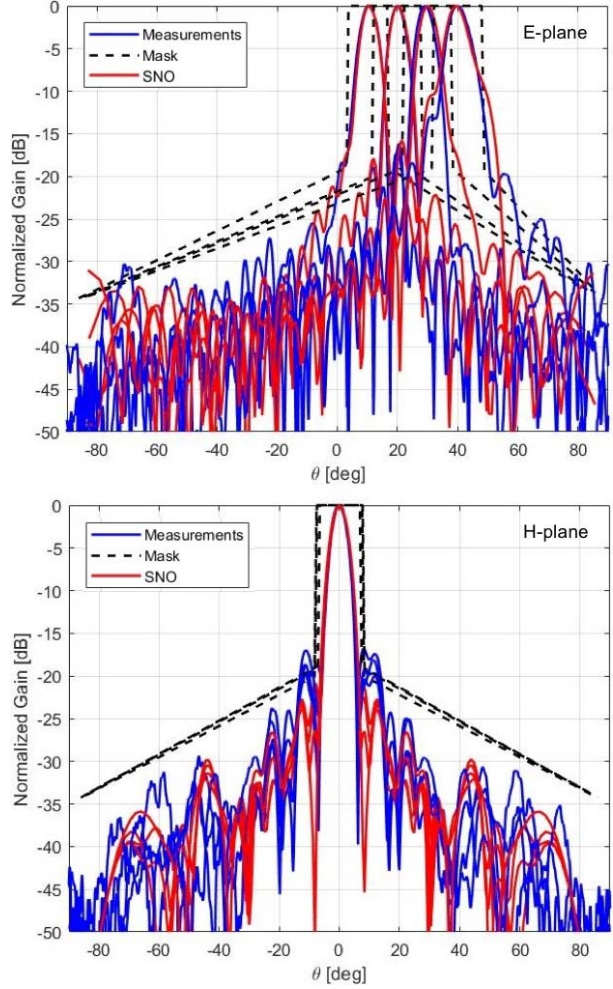 E-plane
Measurements
Mask
SNO
Normalized Gain [dB]
0
-5
-10
-15
-20
-25
-30
-35
-40
-45
-50
-80 -60 -40 -20 0 20 40 60 80
θ [deg]
H-plane
Measurements
Mask
SNO
Normalized Gain [dB]
0
-5
-10
-15
-20
-25
-30
-35
-40
-45
-50
-80 -60 -40 -20 0 20 40 60 80
θ [deg]